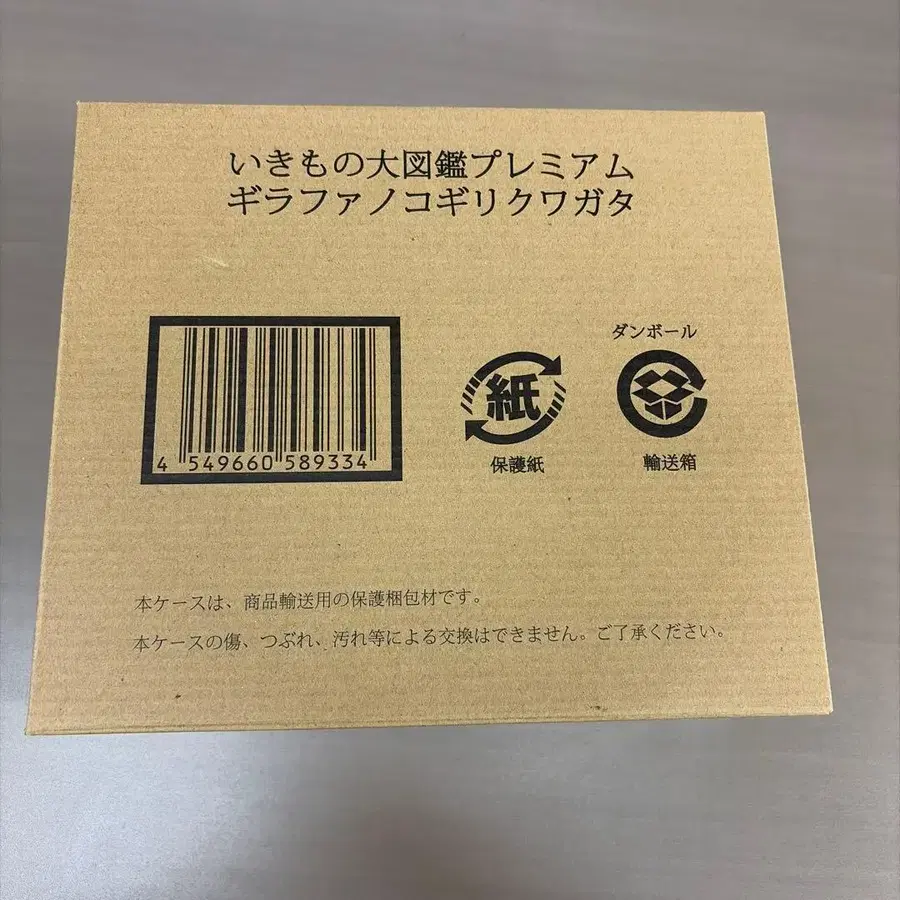 いきもの大図鑑プレミアム
ギラファノコギリクワガタ
4 549660 589334
紙
保護紙
ダンボール
輸送箱
本ケースは、商品輸送用の保護梱包材です。
本ケースの傷、つぶれ、汚れ等による交換はできません。ご了承ください。